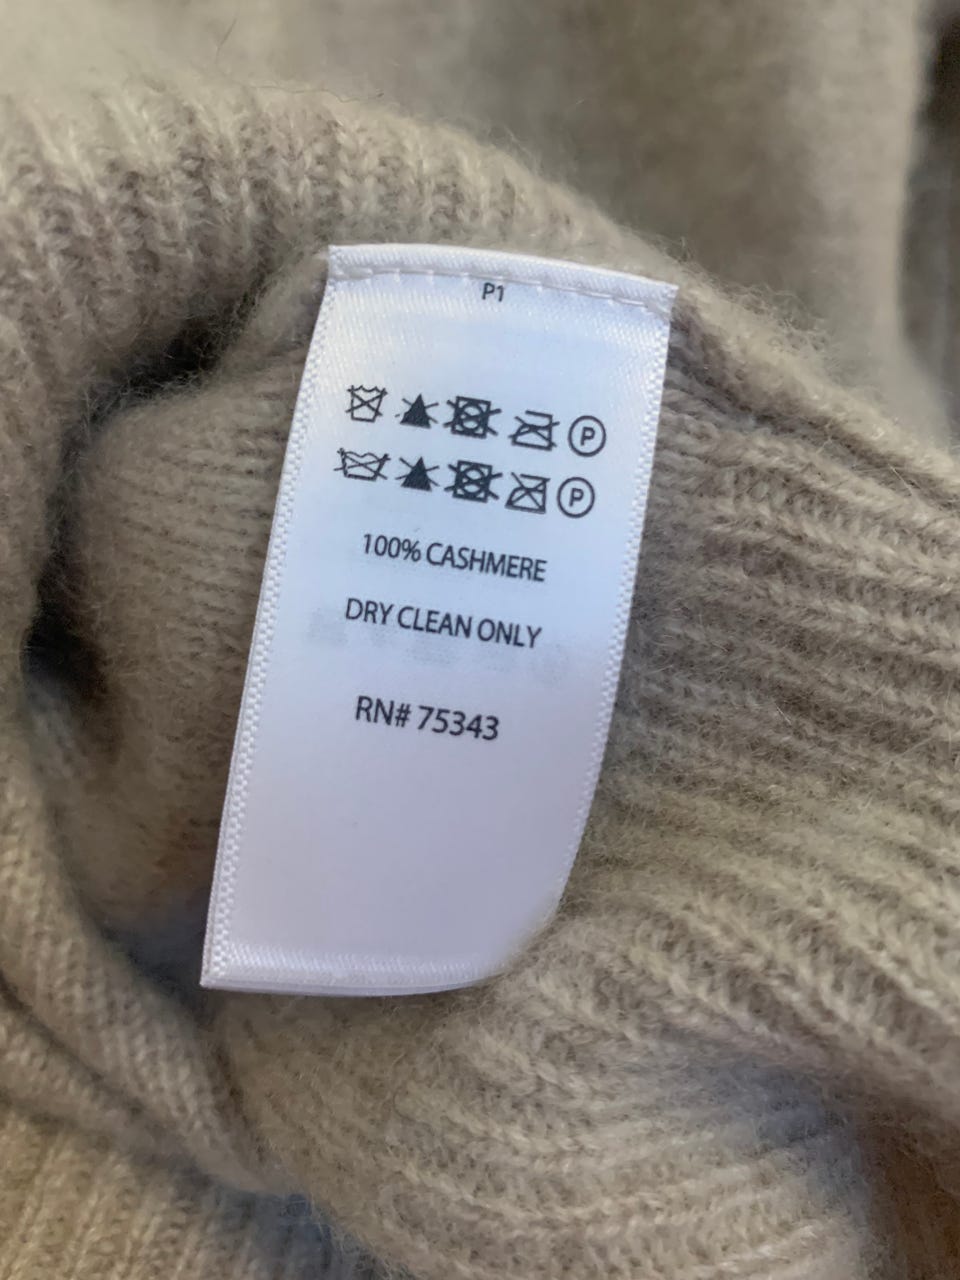 P1
P
P
100% CASHMERE
DRY CLEAN ONLY
RN# 75343